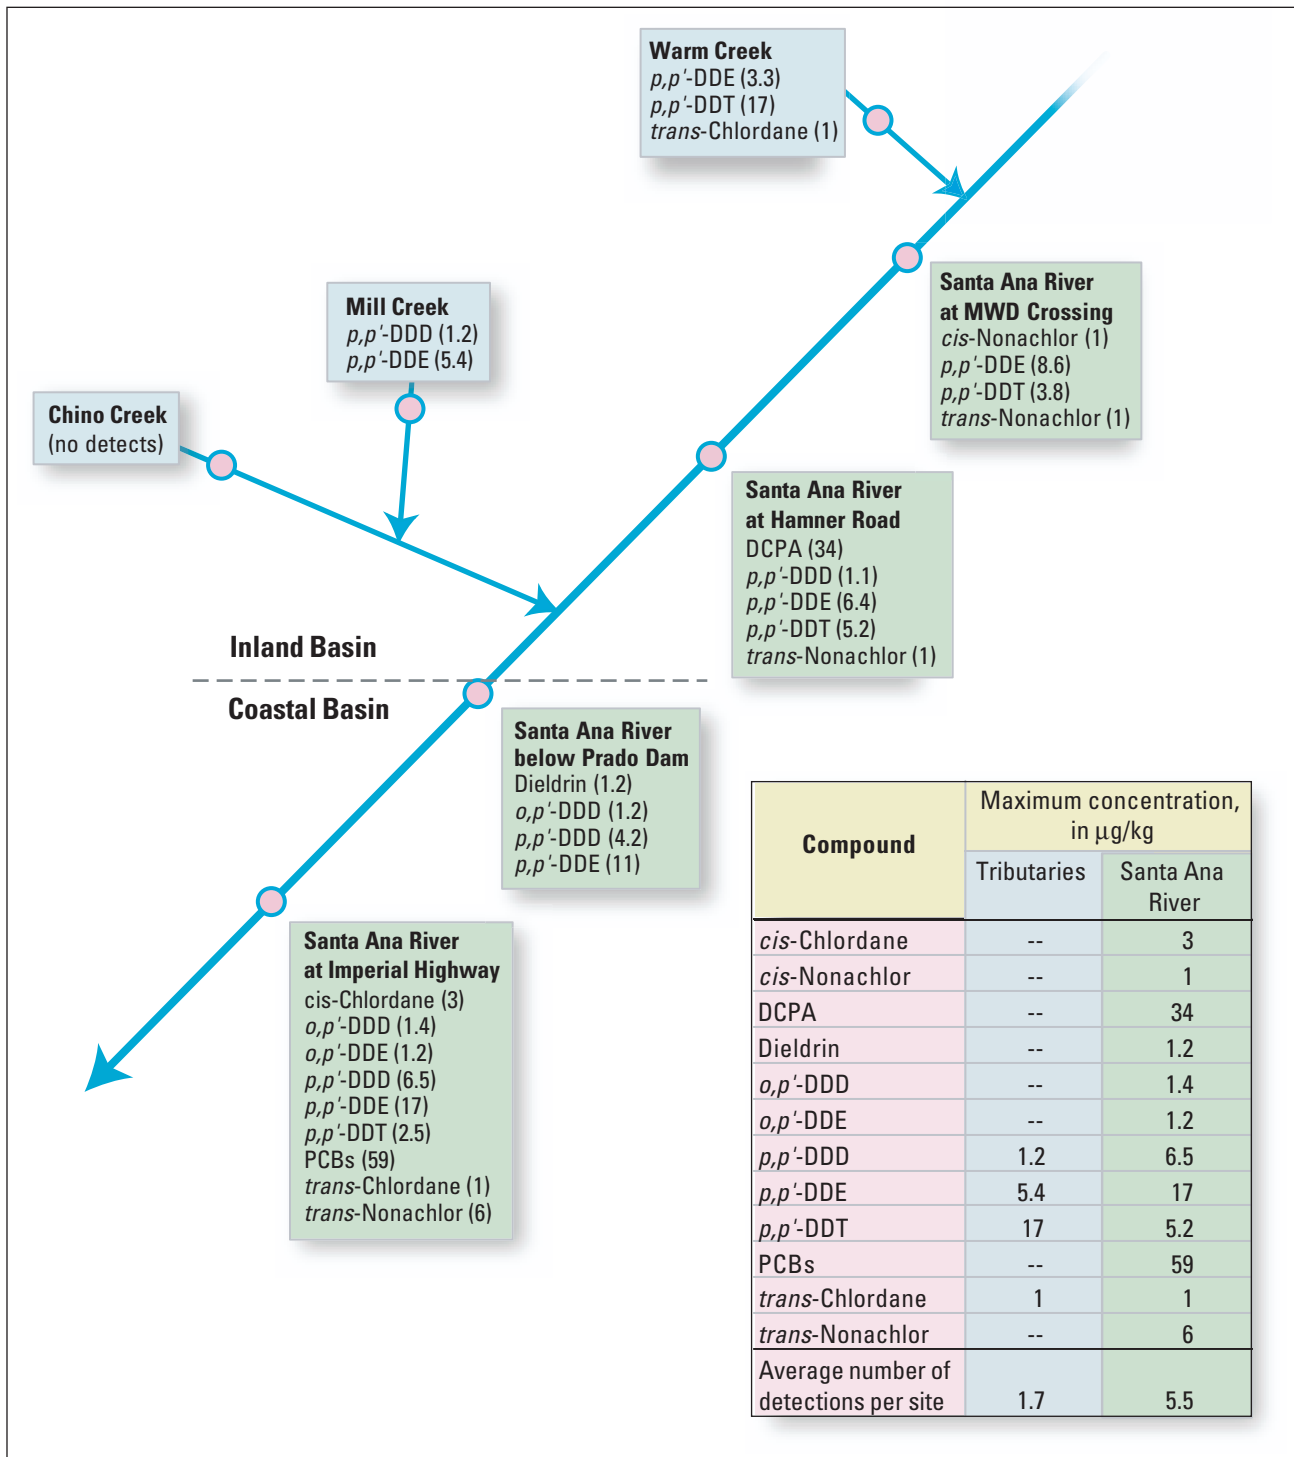 Warm Creek
p,p'-DDE (3.3)
p,p'-DDT (17)
trans-Chlordane (1)
Santa Ana River
at MWD Crossing
cis-Nonachlor (1)
p,p'-DDE (8.6)
p,p'-DDT (3.8)
trans-Nonachlor (1)
Mill Creek
p,p'-DDD (1.2)
p,p'-DDE (5.4)
Chino Creek
(no detects)
Santa Ana River
at Hamner Road
DCPA (34)
p,p'-DDD (1.1)
p,p'-DDE (6.4)
p,p'-DDT (5.2)
trans-Nonachlor (1)
Inland Basin
Coastal Basin
Santa Ana River
below Prado Dam
Dieldrin (1.2)
o,p'-DDD (1.2)
p,p'-DDD (4.2)
p,p'-DDE (11)
Santa Ana River
at Imperial Highway
cis-Chlordane (3)
o,p'-DDD (1.4)
o,p'-DDE (1.2)
p,p'-DDD (6.5)
p,p'-DDE (17)
p,p'-DDT (2.5)
PCBs (59)
trans-Chlordane (1)
trans-Nonachlor (6)
Compound
Maximum concentration,
in µg/kg
Tributaries
Santa Ana
River
cis-Chlordane -- 3
cis-Nonachlor -- 1
DCPA -- 34
Dieldrin -- 1.2
o,p'-DDD -- 1.4
o,p'-DDE -- 1.2
p,p'-DDD 1.2 6.5
p,p'-DDE 5.4 17
p,p'-DDT 17 5.2
PCBs -- 59
trans-Chlordane 1 1
trans-Nonachlor -- 6
Average number of
detections per site 1.7 5.5